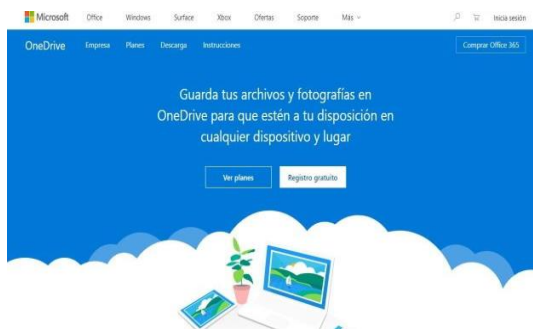 Microsoft Office Windows Surface Xbox Ofertas Soporte Más Inicia sesión
OneDrive Empresa Planes Descarga Instrucciones Comprar Office 365
Guarda tus archivos y fotografías en
OneDrive para que estén a tu disposición en
cualquier dispositivo y lugar
Ver planes Registro gratuito